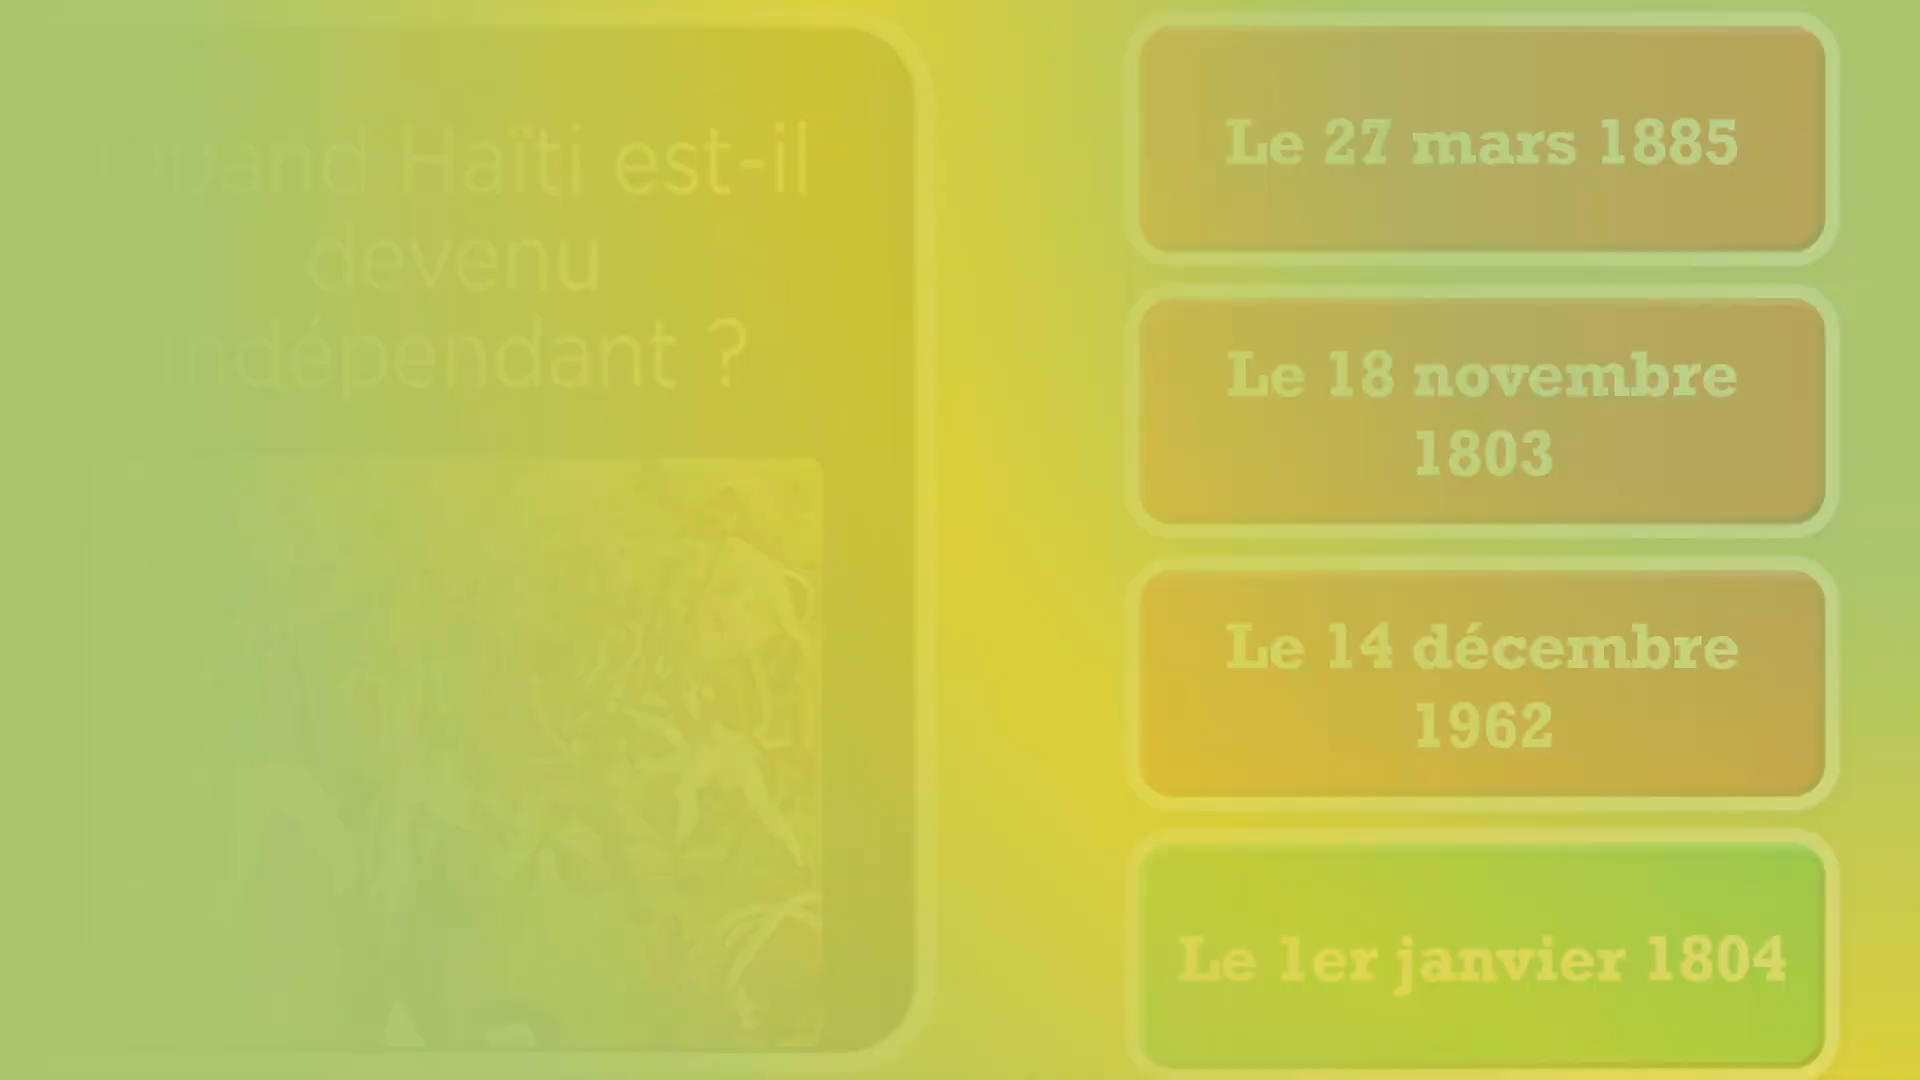 Quand Haïti est-il
devenu
indépendant ?
Le 27 mars 1885
Le 18 novembre
1803
Le 14 décembre
1962
Le 1er janvier 1804